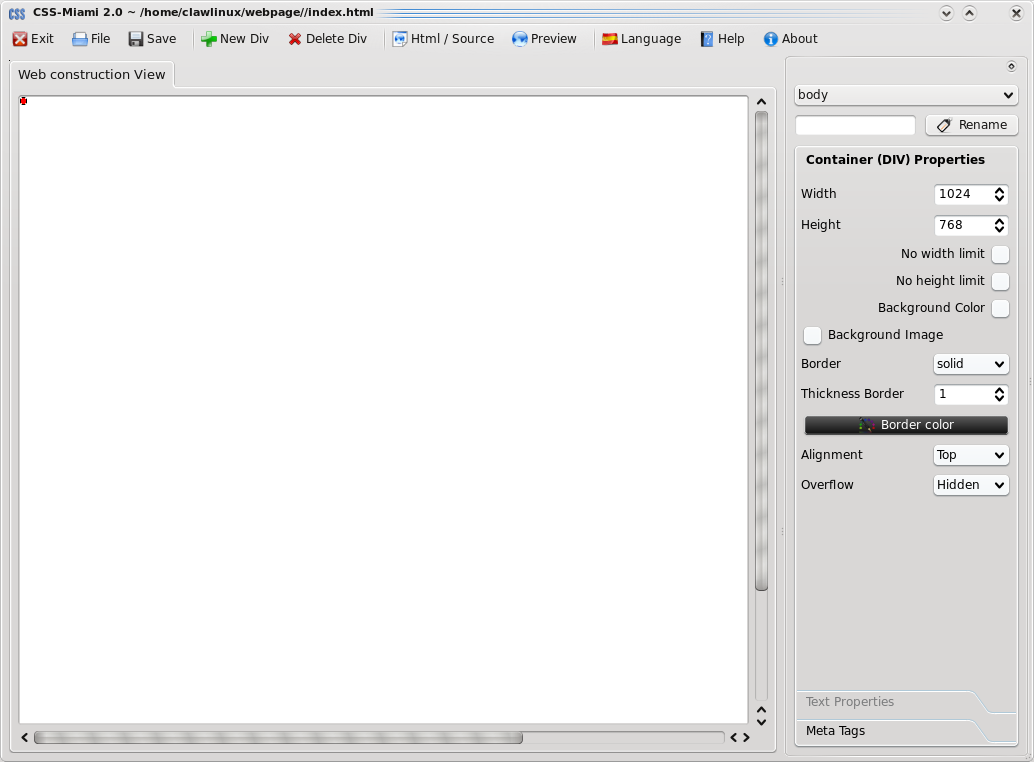 CSS CSS-Miami 2.0 ~ /home/clawlinux/webpage//index.html
Exit File Save New Div Delete Div Html / Source Preview Language Help About
Web construction View
body
Rename
Container (DIV) Properties
Width 1024
Height 768
No width limit
No height limit
Background Color
Background Image
Border solid
Thickness Border 1
Border color
Alignment Top
Overflow Hidden
Text Properties
Meta Tags